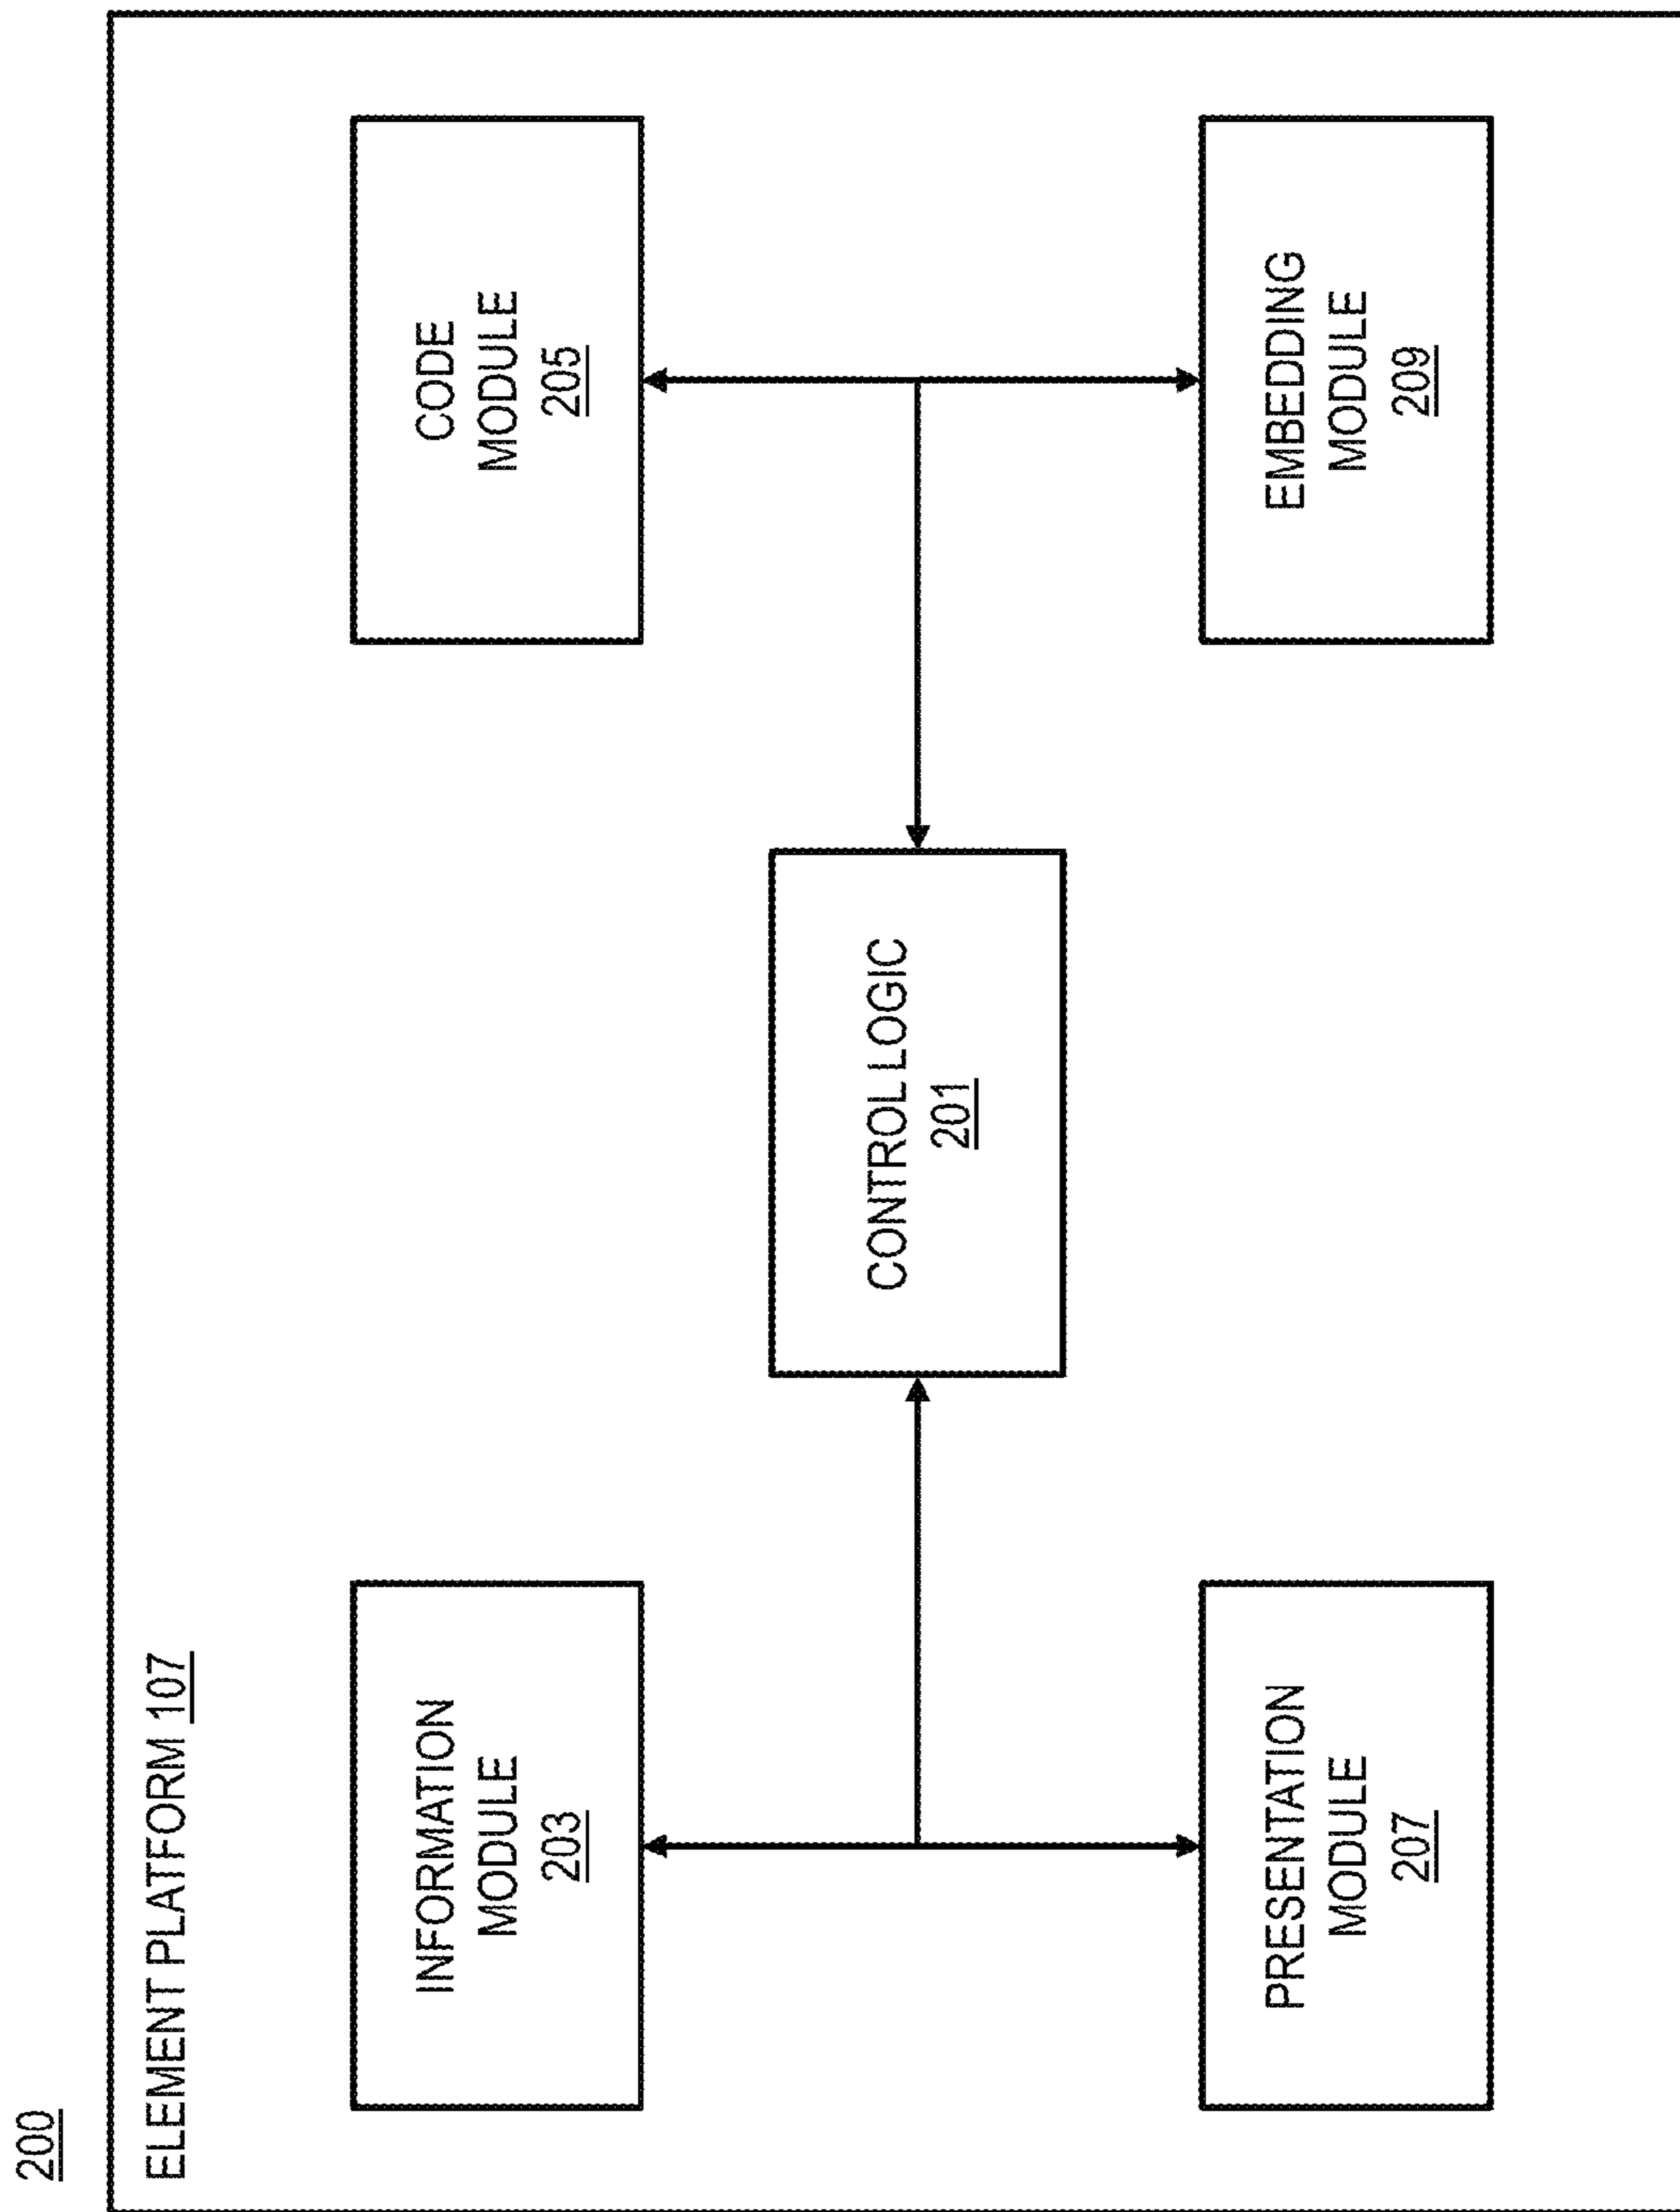 200
ELEMENT PLATFORM 107
INFORMATION
MODULE
203
CODE
MODULE
205
CONTROL LOGIC
201
PRESENTATION
MODULE
207
EMBEDDING
MODULE
209